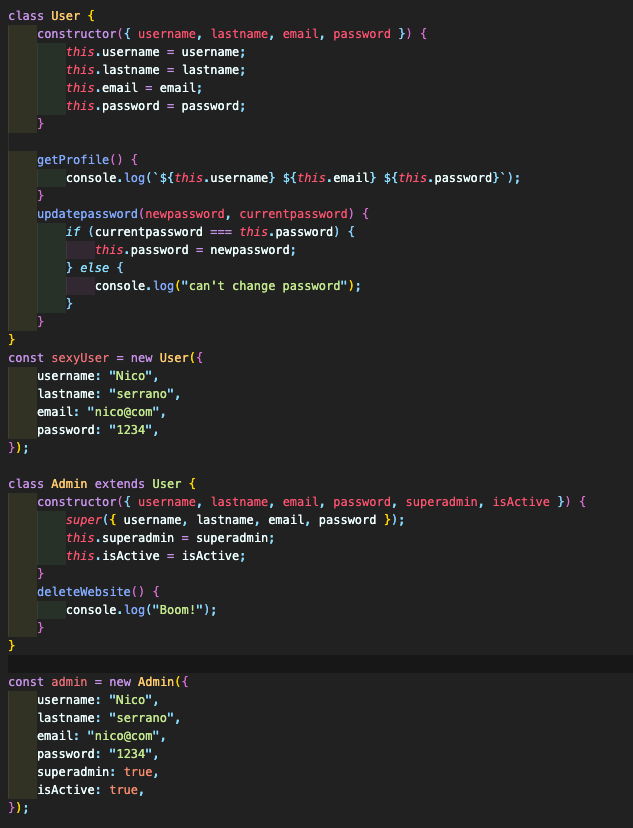 class User {
    constructor({ username, lastname, email, password }) {
        this.username = username;
        this.lastname = lastname;
        this.email = email;
        this.password = password;
    }

    getProfile() {
        console.log(`${this.username} ${this.email} ${this.password}`);
    }
    updatepassword(newpassword, currentpassword) {
        if (currentpassword === this.password) {
            this.password = newpassword;
        } else {
            console.log("can't change password");
        }
    }
}
const sexyUser = new User({
    username: "Nico",
    lastname: "serrano",
    email: "nico@com",
    password: "1234",
});

class Admin extends User {
    constructor({ username, lastname, email, password, superadmin, isActive }) {
        super({ username, lastname, email, password });
        this.superadmin = superadmin;
        this.isActive = isActive;
    }
    deleteWebsite() {
        console.log("Boom!");
    }
}

const admin = new Admin({
    username: "Nico",
    lastname: "serrano",
    email: "nico@com",
    password: "1234",
    superadmin: true,
    isActive: true,
});